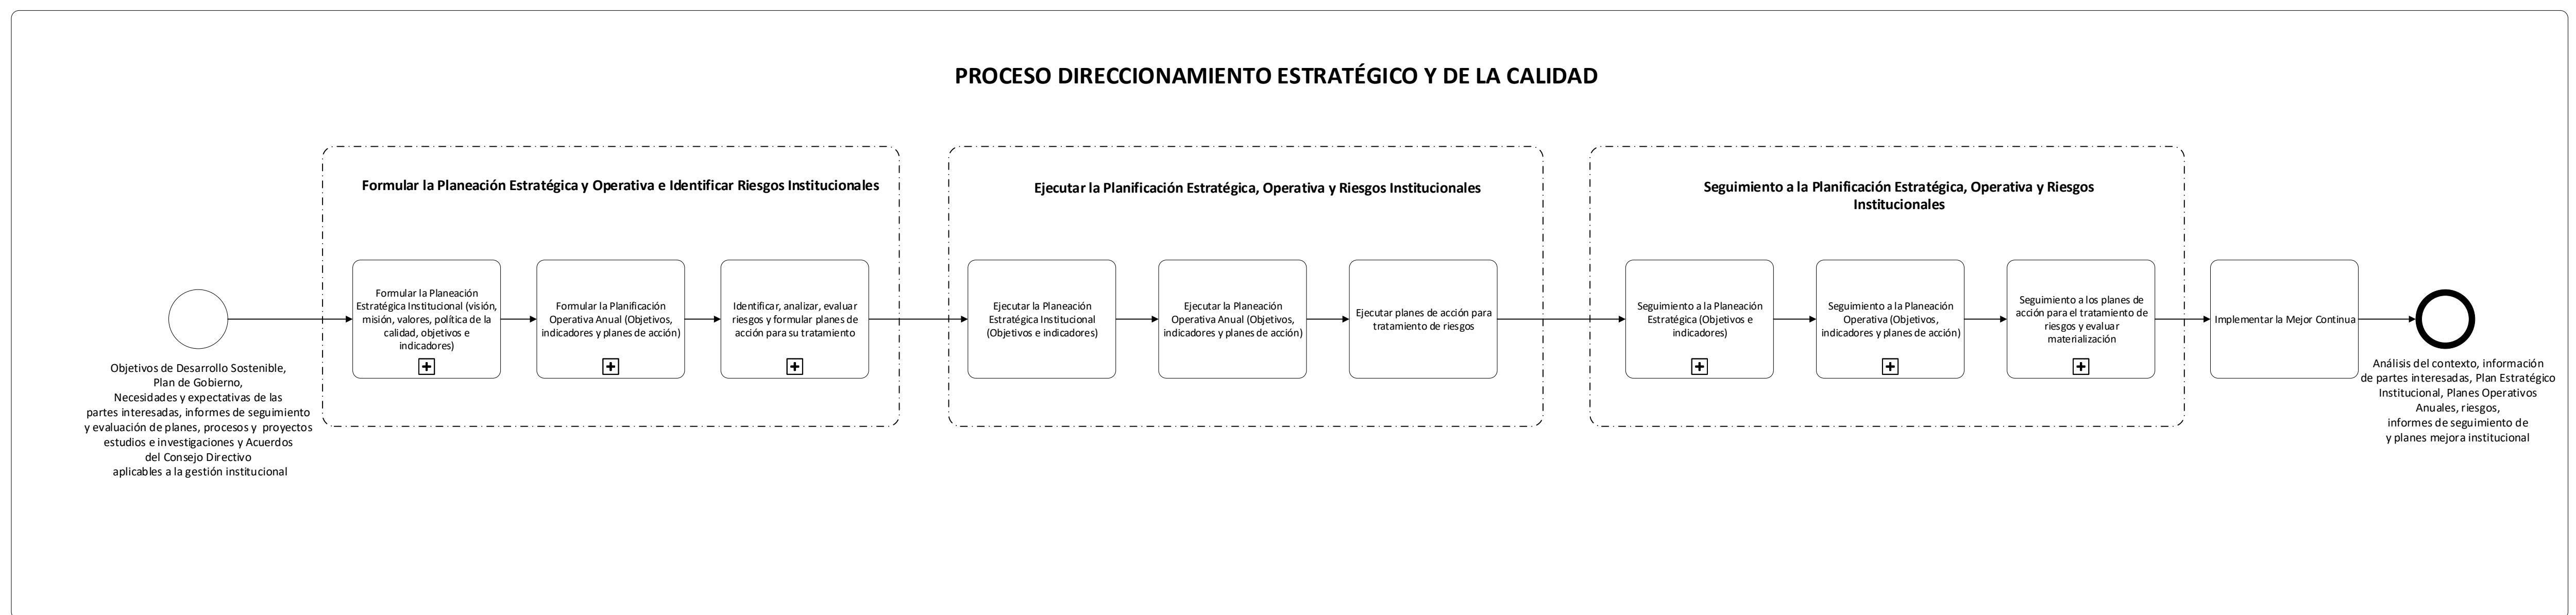 PROCESO DIRECCIONAMIENTO ESTRATÉGICO Y DE LA CALIDAD
Formular la Planeación Estratégica y Operativa e Identificar Riesgos Institucionales
Ejecutar la Planificación Estratégica, Operativa y Riesgos Institucionales
Seguimiento a la Planificación Estratégica, Operativa y Riesgos
Institucionales
Objetivos de Desarrollo Sostenible,
Plan de Gobierno,
Necesidades y expectativas de las
partes interesadas, informes de seguimiento
y evaluación de planes, procesos y proyectos
estudios e investigaciones y Acuerdos
del Consejo Directivo
aplicables a la gestión institucional
Formular la Planeación
Estratégica Institucional (visión,
misión, valores, política de la
calidad, objetivos e
indicadores)
Formular la Planificación
Operativa Anual (Objetivos,
indicadores y planes de acción)
Identificar, analizar, evaluar
riesgos y formular planes de
acción para su tratamiento
Ejecutar la Planeación
Estratégica Institucional
(Objetivos e indicadores)
Ejecutar la Planeación
Operativa Anual (Objetivos,
indicadores y planes de acción)
Ejecutar planes de acción para
tratamiento de riesgos
Seguimiento a la Planeación
Estratégica (Objetivos e
indicadores)
Seguimiento a la Planeación
Operativa (Objetivos,
indicadores y planes de acción)
Seguimiento a los planes de
acción para el tratamiento de
riesgos y evaluar
materialización
Implementar la Mejor Continua
Análisis del contexto, información
de partes interesadas, Plan Estratégico
Institucional, Planes Operativos
Anuales, riesgos,
informes de seguimiento de
y planes mejora institucional